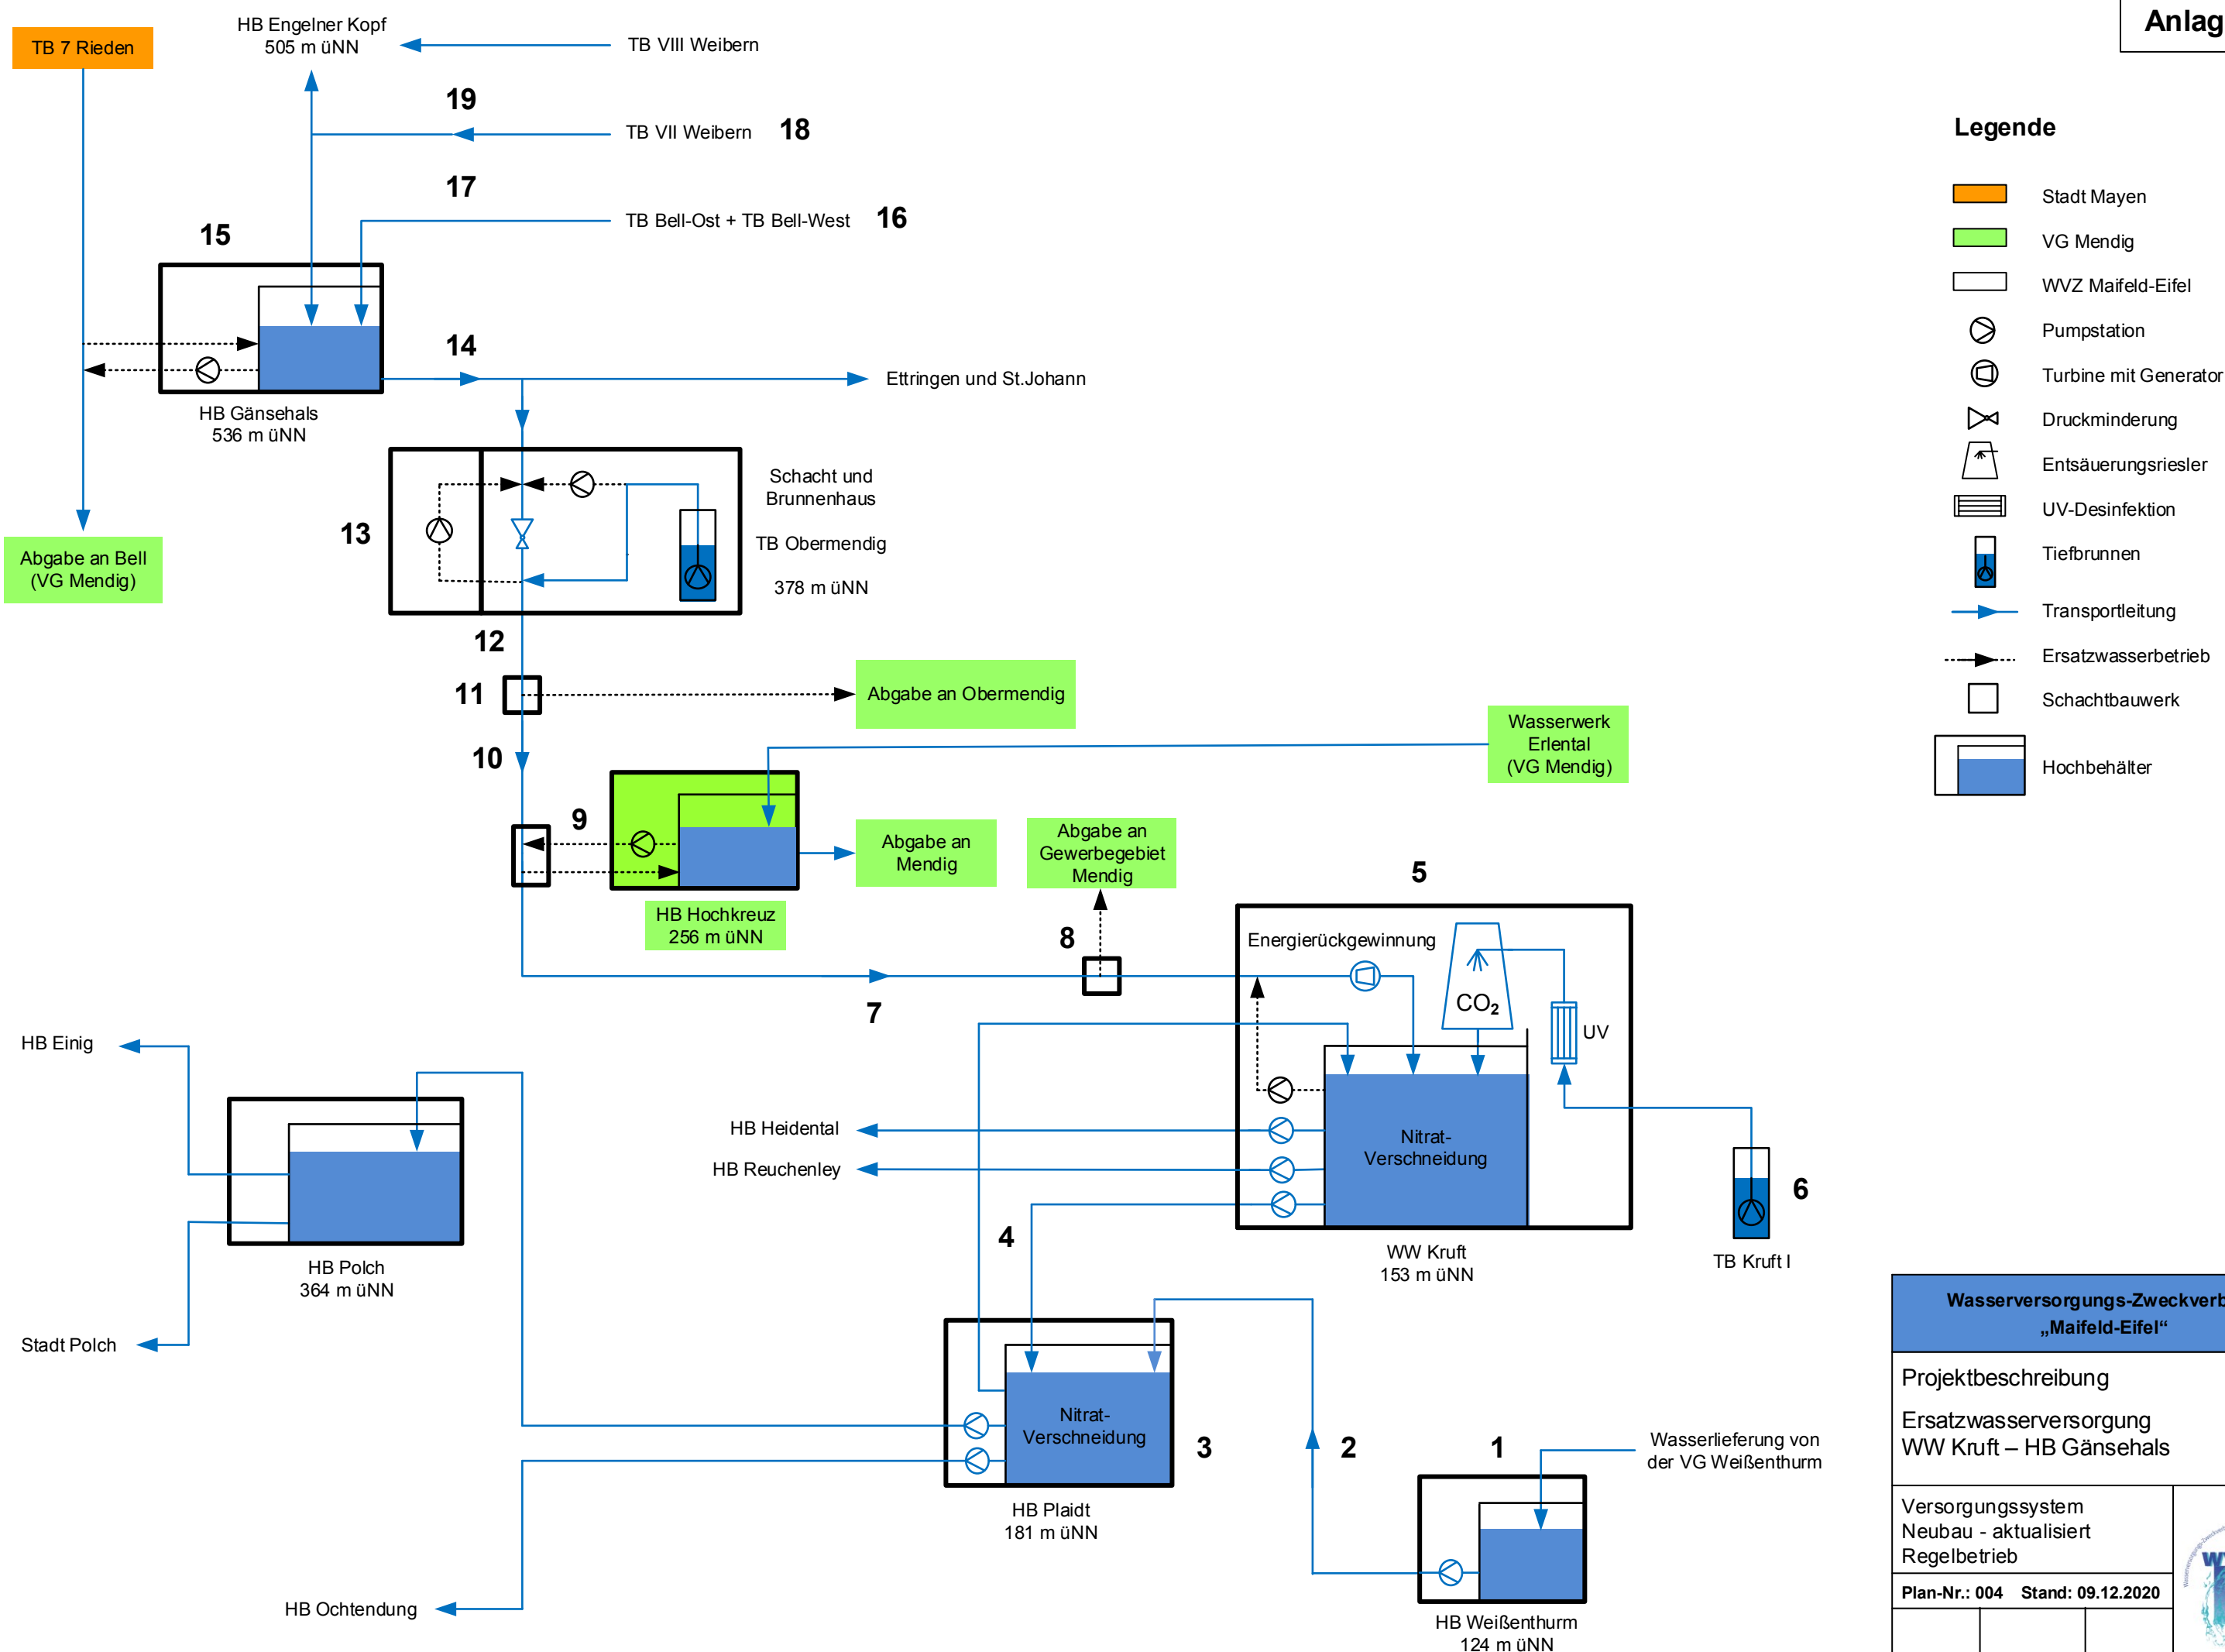 Anlag
TB 7 Rieden
HB Engelner Kopf
505 m üNN
TB VIII Weibern
19
TB VII Weibern
18
17
TB Bell-Ost + TB Bell-West
16
15
14
Ettringen und St.Johann
HB Gänsehals
536 m üNN
Abgabe an Bell
(VG Mendig)
13
Schacht und
Brunnenhaus
TB Obermendig
378 m üNN
12
11
Abgabe an Obermendig
10
Wasserwerk
Erlental
(VG Mendig)
9
Abgabe an
Mendig
HB Hochkreuz
256 m üNN
Abgabe an
Gewerbegebiet
Mendig
8
7
5
Energierückgewinnung
CO2
UV
Nitrat-
Verschneidung
WW Kruft
153 m üNN
6
TB Kruft I
HB Heidental
HB Reuchenley
4
HB Einig
HB Polch
364 m üNN
Stadt Polch
Nitrat-
Verschneidung
3
HB Plaidt
181 m üNN
HB Ochtendung
2
1
Wasserlieferung von
der VG Weißenthurm
HB Weißenthurm
124 m üNN
Legende
Stadt Mayen
VG Mendig
WVZ Maifeld-Eifel
Pumpstation
Turbine mit Generator
Druckminderung
Entsäuerungsriesler
UV-Desinfektion
Tiefbrunnen
Transportleitung
Ersatzwasserbetrieb
Schachtbauwerk
Hochbehälter
Wasserversorgungs-Zweckverb
„Maifeld-Eifel“
Projektbeschreibung
Ersatzwasserversorgung
WW Kruft – HB Gänsehals
Versorgungssystem
Neubau - aktualisiert
Regelbetrieb
Plan-Nr.: 004 Stand: 09.12.2020